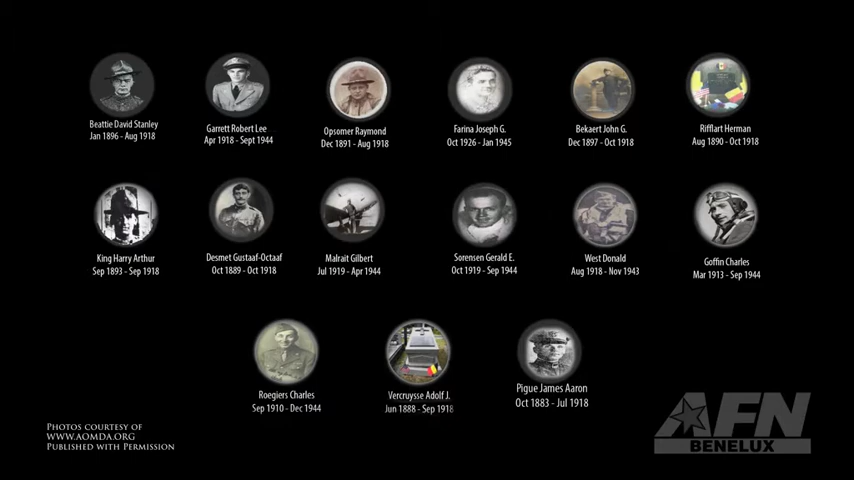 Beattie David Stanley
Jan 1896 - Aug 1918
Garrett Robert Lee
Apr 1918 - Sept 1944
Opsomer Raymond
Dec 1891 - Aug 1918
Farina Joseph G.
Oct 1926 - Jan 1945
Bekaert John G.
Dec 1897 - Oct 1918
Rifflart Herman
Aug 1890 - Oct 1918
King Harry Arthur
Sep 1893 - Sep 1918
Desmet Gustaaf-Octaaf
Oct 1889 - Oct 1918
Malrait Gilbert
Jul 1919 - Apr 1944
Sorensen Gerald E.
Oct 1919 - Sep 1944
West Donald
Aug 1918 - Nov 1943
Goffin Charles
Mar 1913 - Sep 1944
Roegiers Charles
Sep 1910 - Dec 1944
Vercruysse Adolf J.
Jun 1888 - Sep 1918
Pigue James Aaron
Oct 1883 - Jul 1918
Photos courtesy of
www.aomda.org
Published with Permission
AFN
BENELUX